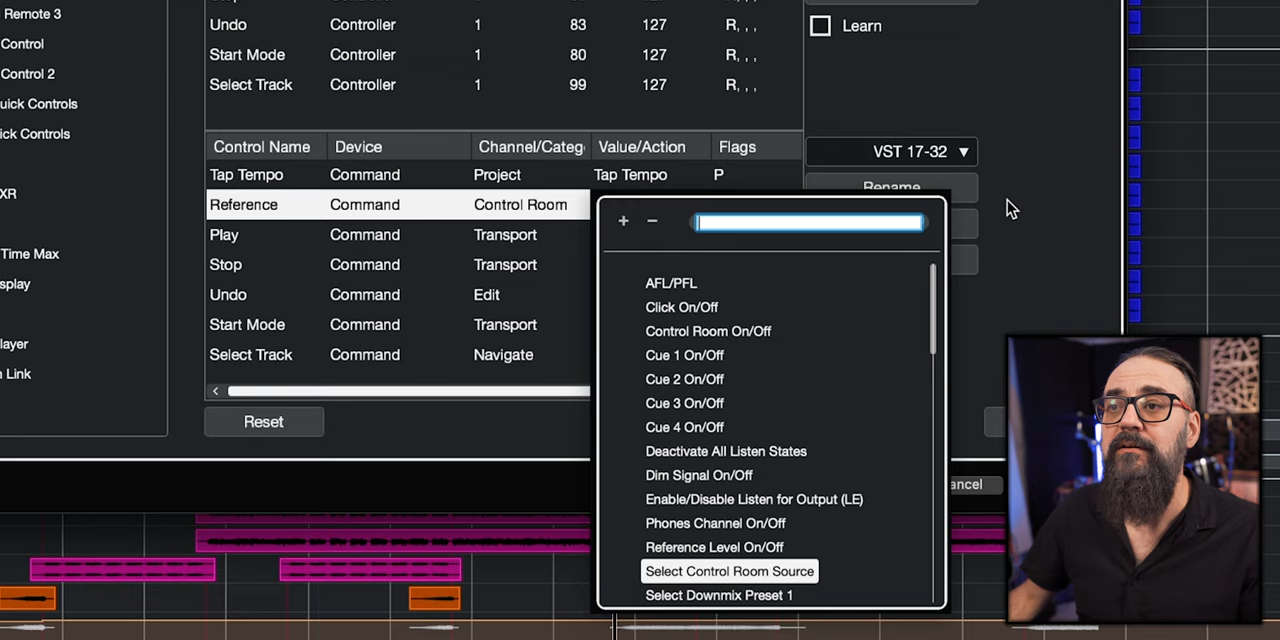 Remote 3
Control
Control 2
uick Controls
ick Controls
XR
Time Max
splay
layer
Link
Undo Controller 1 83 127 R, , ,
Start Mode Controller 1 80 127 R, , ,
Select Track Controller 1 99 127 R, , ,
Learn
Control Name Device Channel/Categ Value/Action Flags
Tap Tempo Command Project Tap Tempo P
Reference Command Control Room
Play Command Transport
Stop Command Transport
Undo Command Edit
Start Mode Command Transport
Select Track Command Navigate
Reset
VST 17-32 ▼
Rename
+ −
AFL/PFL
Click On/Off
Control Room On/Off
Cue 1 On/Off
Cue 2 On/Off
Cue 3 On/Off
Cue 4 On/Off
Deactivate All Listen States
Dim Signal On/Off
Enable/Disable Listen for Output (LE)
Phones Channel On/Off
Reference Level On/Off
Select Control Room Source
Select Downmix Preset 1
ancel